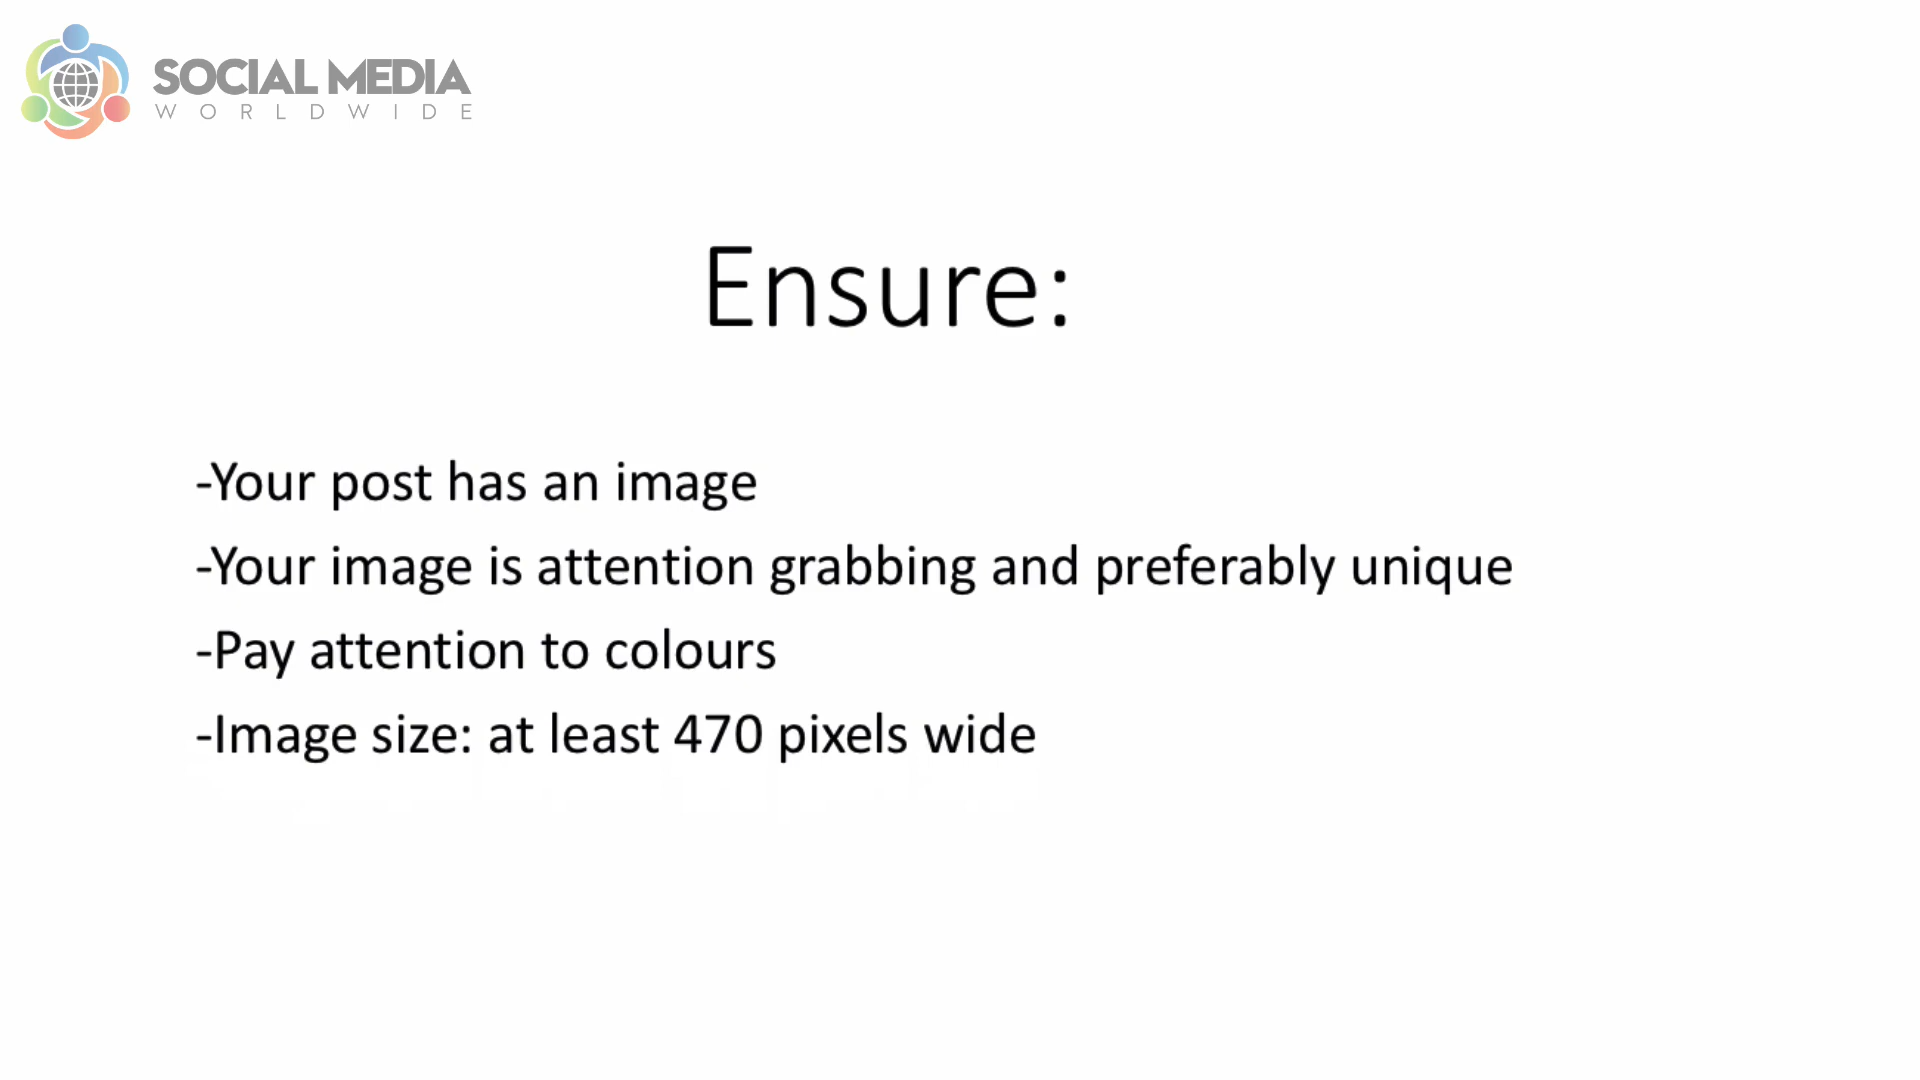 SOCIAL MEDIA
WORLDWIDE
Ensure:
-Your post has an image
-Your image is attention grabbing and preferably unique
-Pay attention to colours
-Image size: at least 470 pixels wide